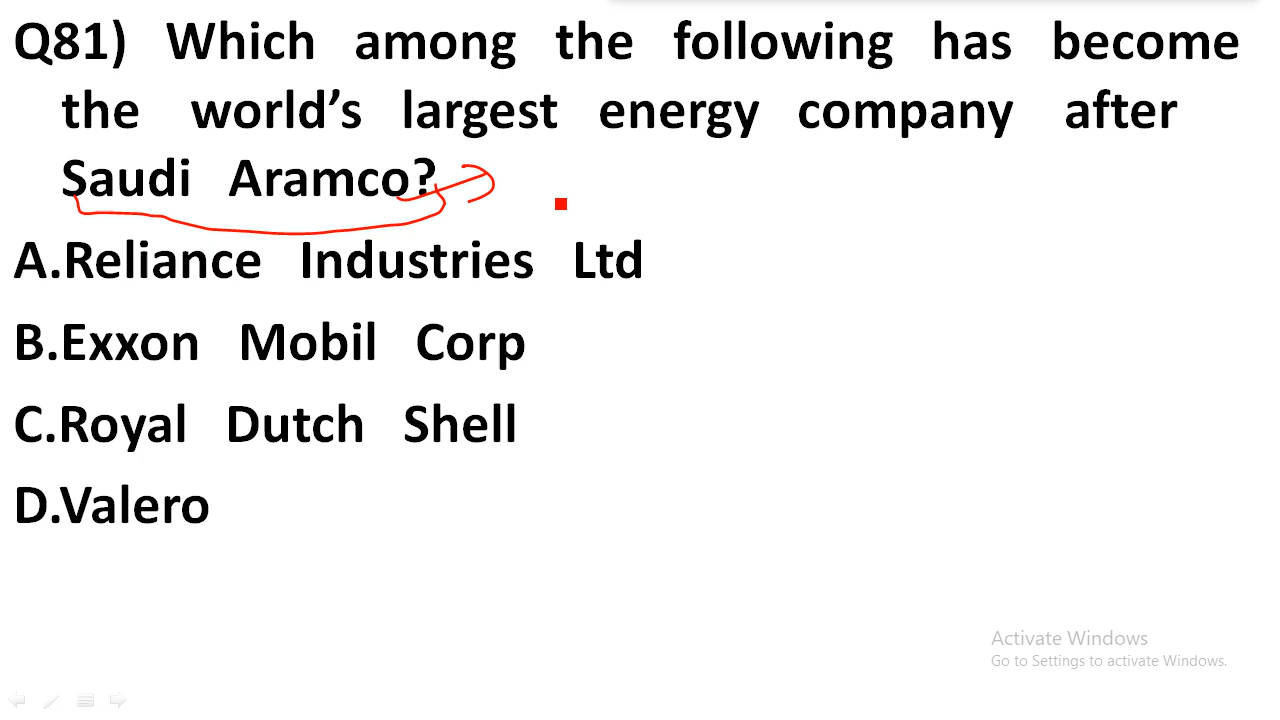 Q81) Which among the following has become
the world's largest energy company after
Saudi Aramco?
A.Reliance Industries Ltd
B.Exxon Mobil Corp
C.Royal Dutch Shell
D.Valero
Activate Windows
Go to Settings to activate Windows.